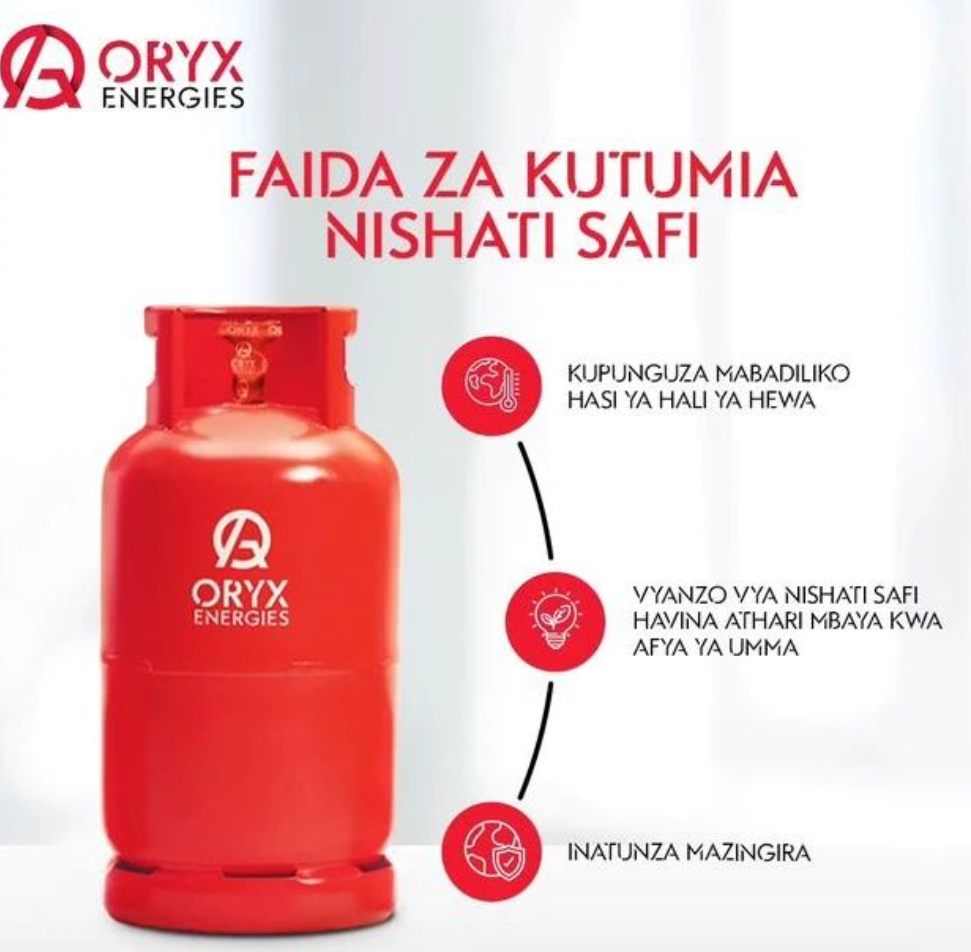 ORYX
ENERGIES
FAIDA ZA KUTUMIA
NISHATI SAFI
KUPUNGUZA MABADILIKO
HASI YA HALI YA HEWA
ORYX
ENERGIES
VYANZO VYA NISHATI SAFI
HAVINA ATHARI MBAYA KWA
AFYA YA UMMA
INATUNZA MAZINGIRA